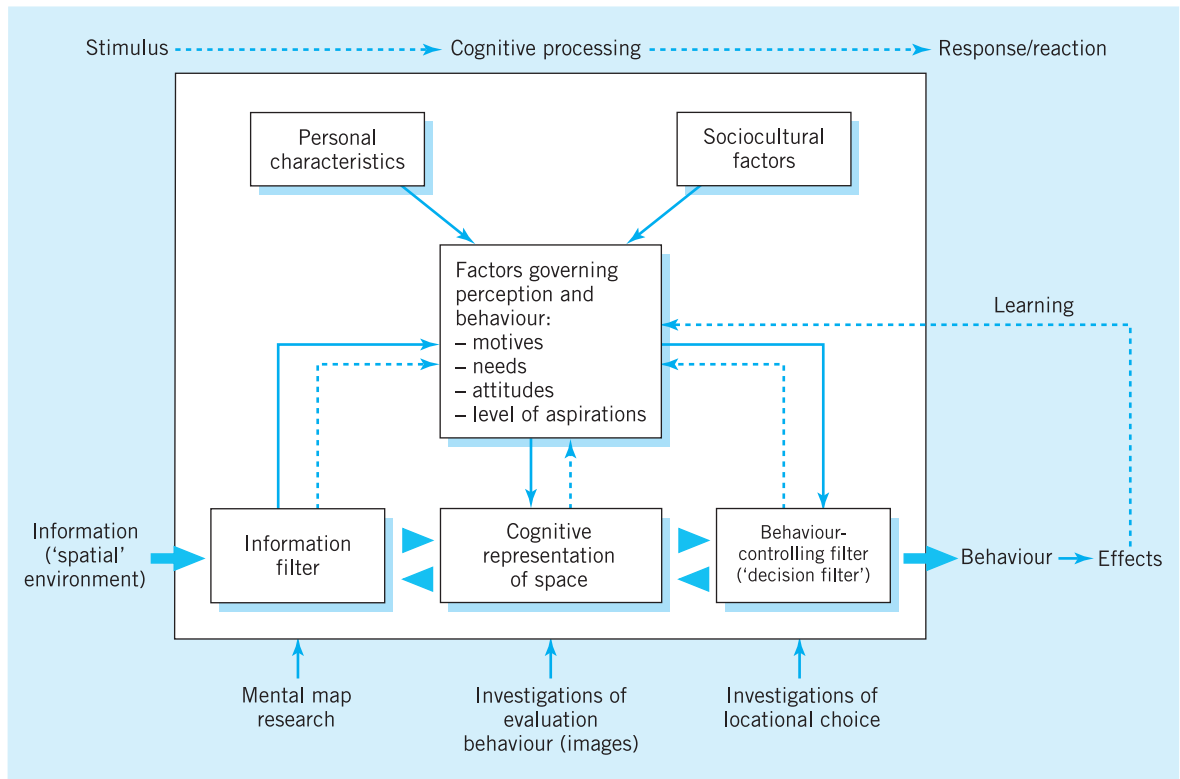 Stimulus
Cognitive processing
Response/reaction
Personal
characteristics
Sociocultural
factors
Factors governing
perception and
behaviour:
– motives
– needs
– attitudes
– level of aspirations
Learning
Information
(‘spatial’
environment)
Information
filter
Cognitive
representation
of space
Behaviour-
controlling filter
(‘decision filter’)
Behaviour
Effects
Mental map
research
Investigations of
evaluation
behaviour (images)
Investigations of
locational choice